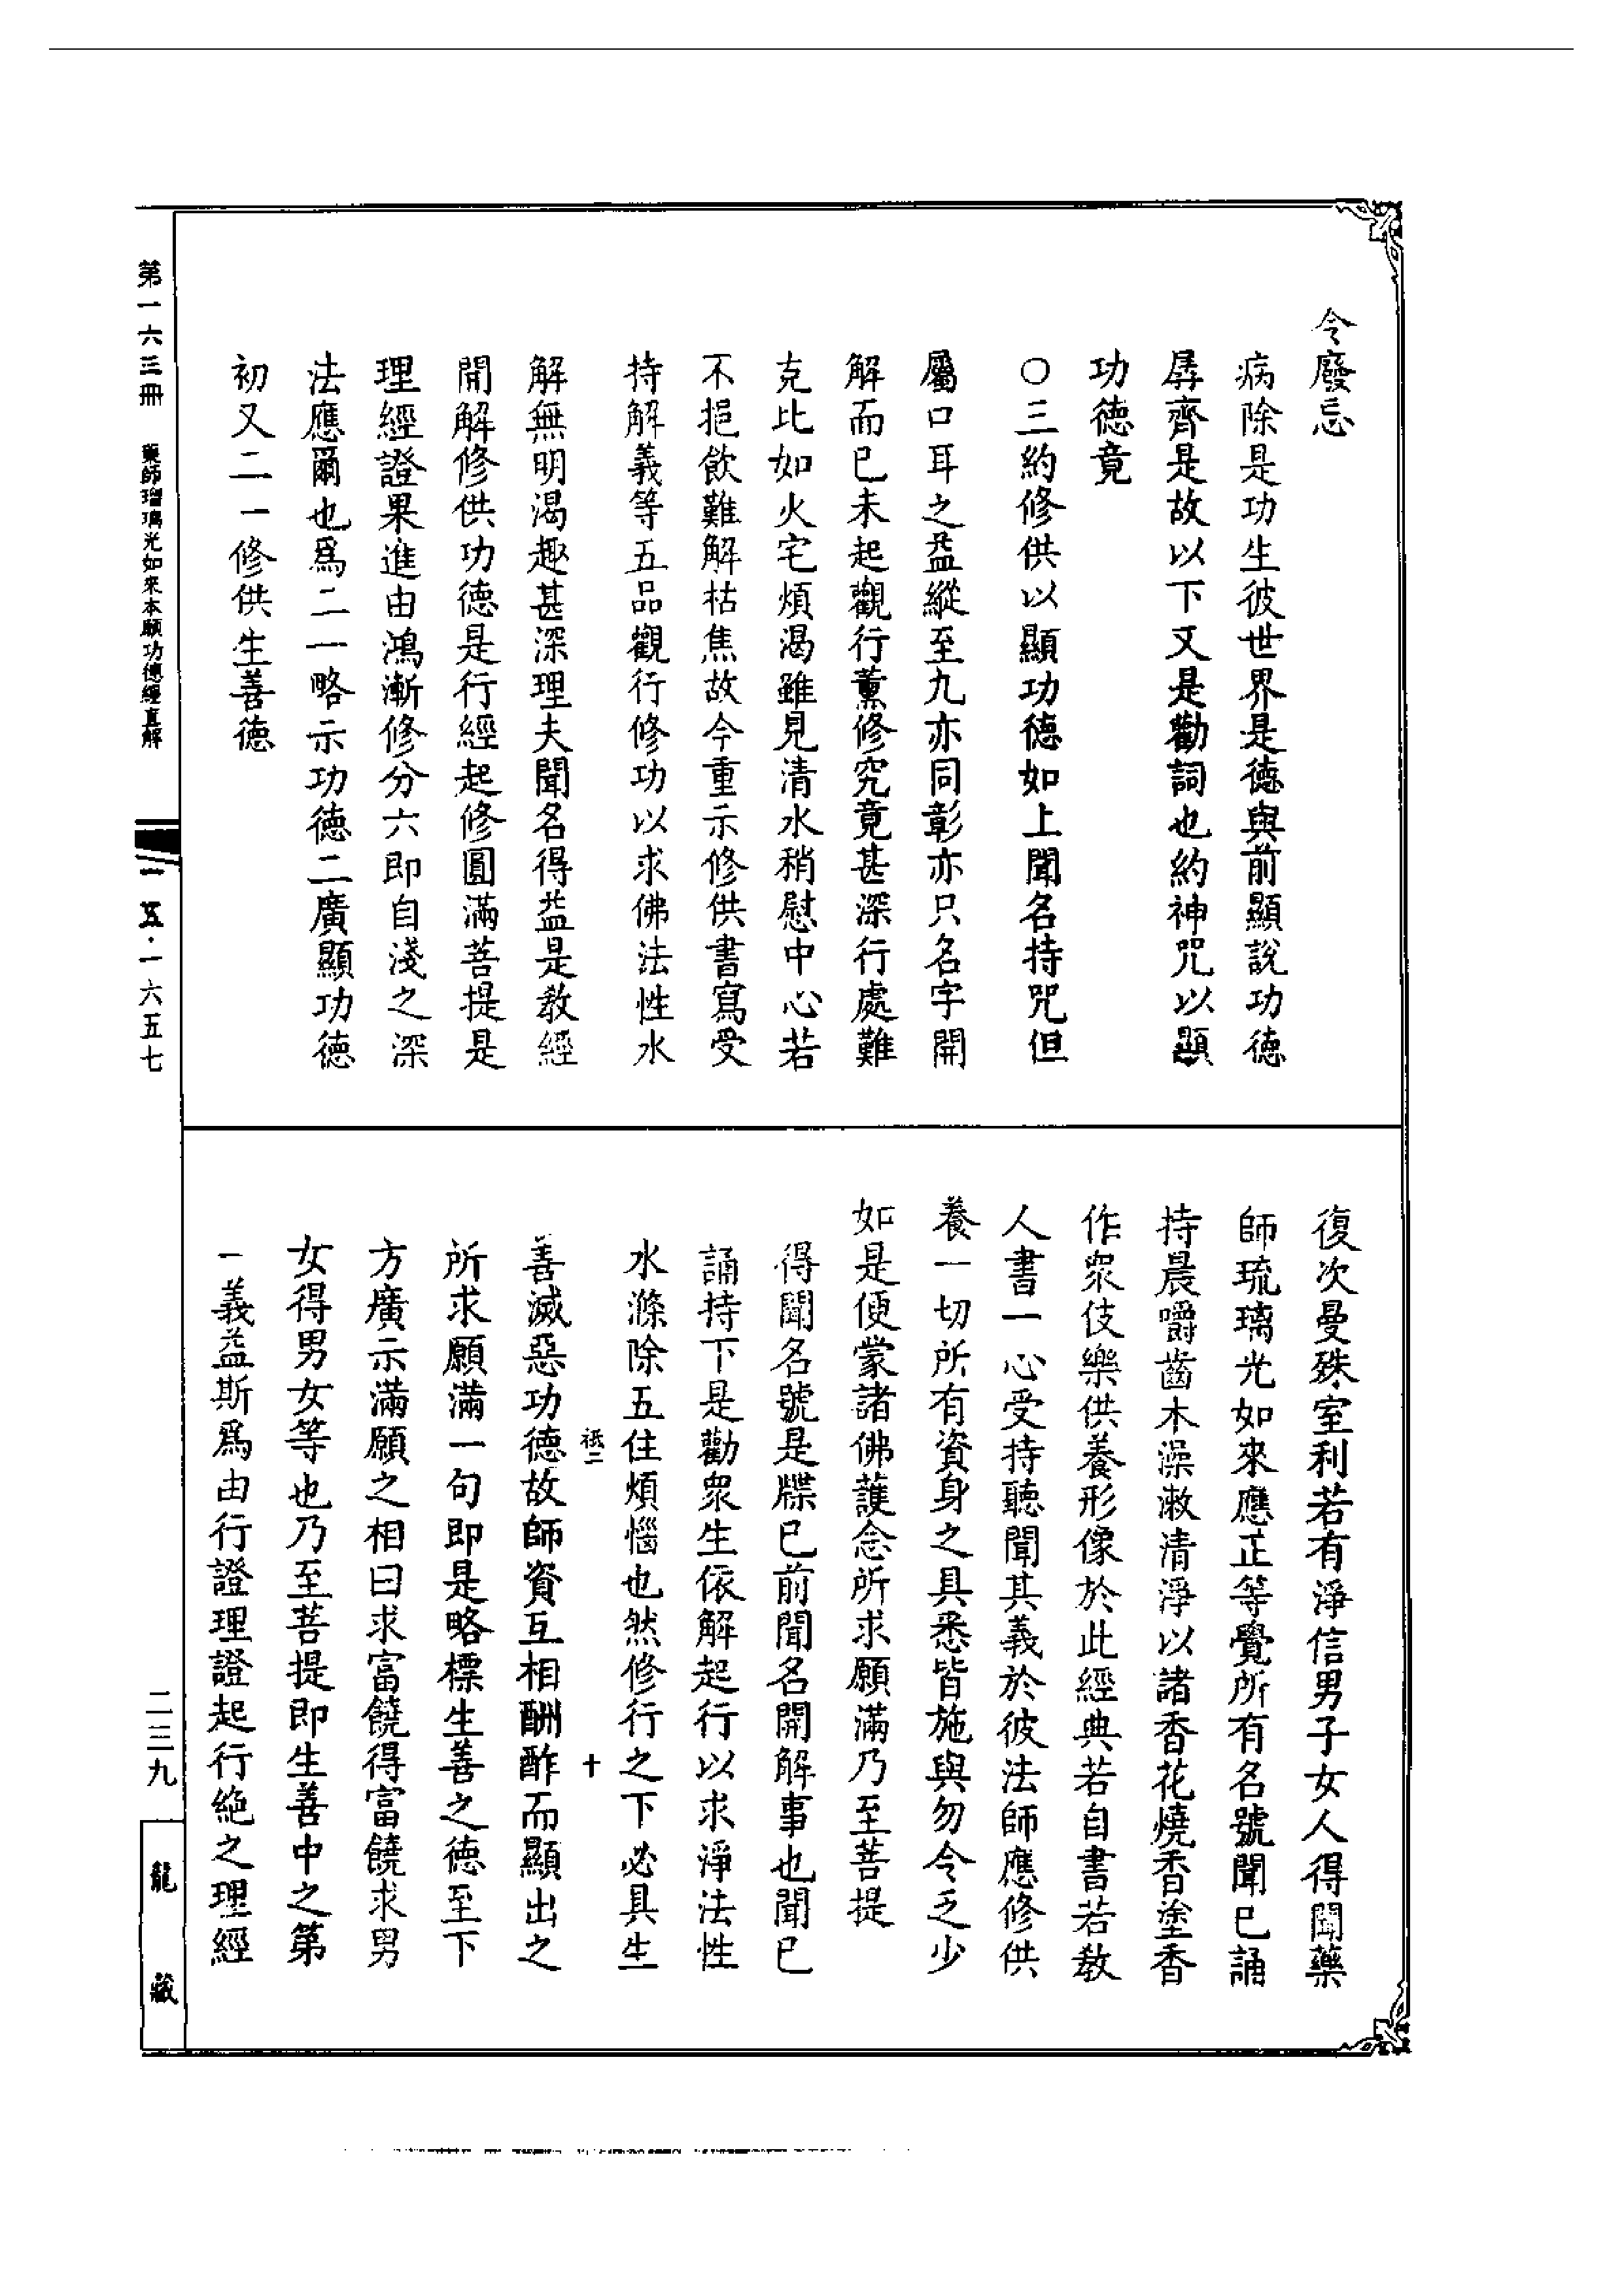 令廢忘
病除是功生彼世界是德與前顯說功德
孱齊是故以下又是勸詞也約神咒以顯
功德竟
○三約修供以顯功德如上聞名持咒但
屬口耳之益縱至九亦同彰亦只名字開
解而已未起觀行薰修究竟甚深行處難
克比如火宅煩渴雖見清水稍慰中心若
不挹飲難解枯焦故今重示修供書寫受
持解義等五品觀行修功以求佛法性水
解無明渴趣甚深理夫聞名得益是教經
開解修供功德是行經起修圓滿菩提是
理經證果進由鴻漸修分六即自淺之深
法應爾也爲二一略示功德二廣顯功德
初又二一修供生善德
復次曼殊室利若有淨信男子女人得聞藥
師琉璃光如來應正等覺所有名號聞已誦
持晨嚼齒木澡漱清淨以諸香花燒香塗香
作眾伎樂供養形像於此經典若自書若教
人書一心受持聽聞其義於彼法師應修供
養一切所有資身之具悉皆施與勿令乏少
如是便蒙諸佛護念所求願滿乃至菩提
得聞名號是牒已前聞名開解事也聞已
誦持下是勸眾生依解起行以求淨法性
水滌除五住煩惱也然修行之下必具生
祇二 十
善滅惡功德故師資互相酬酢而顯出之
所求願滿一句即是略標生善之德至下
方廣示滿願之相曰求富饒得富饒求男
女得男女等也乃至菩提即生善中之第
一義益斯爲由行證理證起行絕之理經
第一六三冊 藥師瑠璃光如來本願功德經直解
一五·一六五七
二三九
龍藏